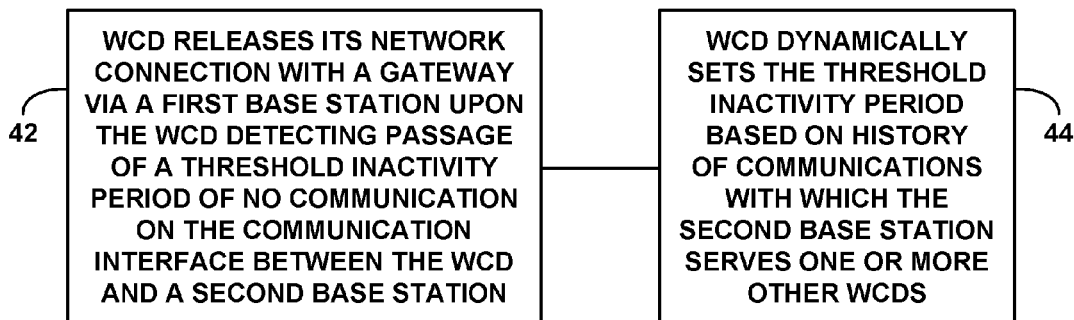 WCD RELEASES ITS NETWORK
CONNECTION WITH A GATEWAY
VIA A FIRST BASE STATION UPON
THE WCD DETECTING PASSAGE
OF A THRESHOLD INACTIVITY
PERIOD OF NO COMMUNICATION
ON THE COMMUNICATION
INTERFACE BETWEEN THE WCD
AND A SECOND BASE STATION
42
WCD DYNAMICALLY
SETS THE THRESHOLD
INACTIVITY PERIOD
BASED ON HISTORY
OF COMMUNICATIONS
WITH WHICH THE
SECOND BASE STATION
SERVES ONE OR MORE
OTHER WCDS
44